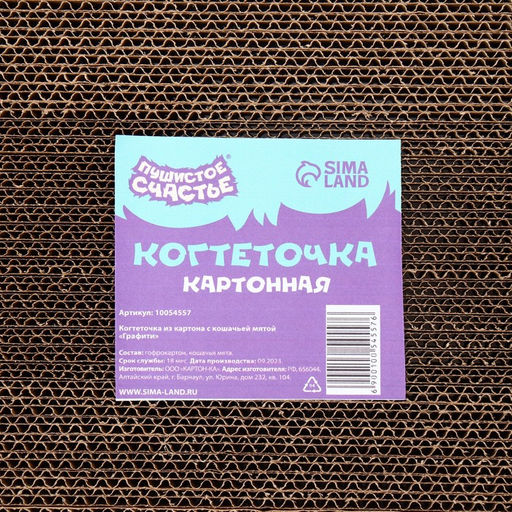 ПУШИСТОЕ®
СЧАСТЬЕ
SIMA
LAND
КОГТЕТОЧКА
КАРТОННАЯ
Артикул: 10054557
Когтеточка из картона с кошачьей мятой
«Графити»
Состав: гофрокартон, кошачья мята.
Срок службы: 18 мес. Дата производства: 09.2023.
Изготовитель: ООО «КАРТОН-КА». Адрес изготовителя: РФ, 656044,
Алтайский край, г. Барнаул, ул. Юрина, дом 232, кв. 104.
WWW.SIMA-LAND.RU